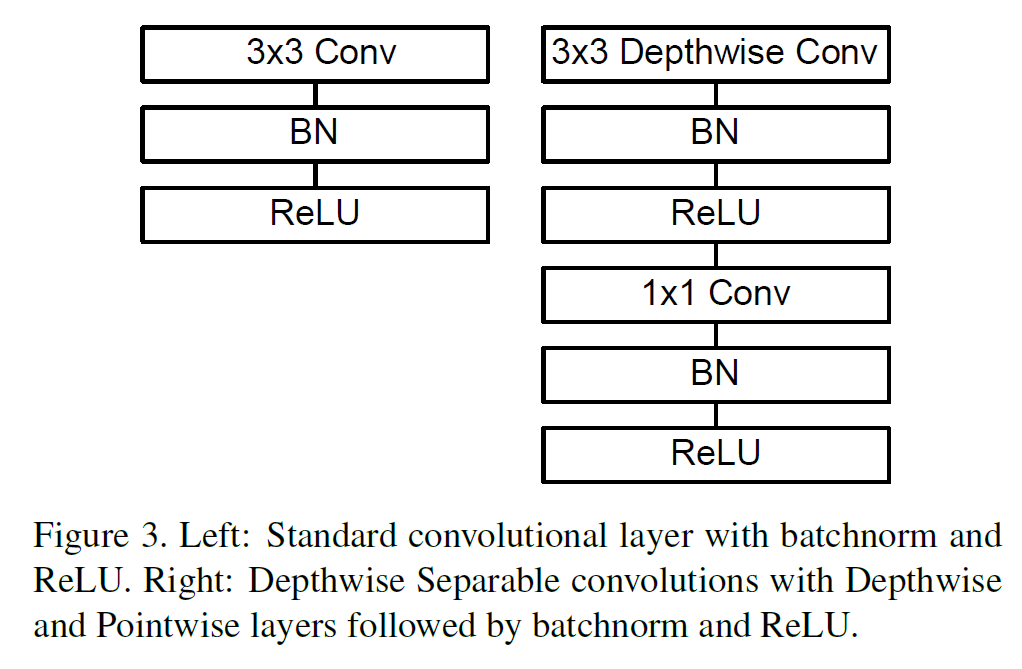 3x3 Conv
BN
ReLU
3x3 Depthwise Conv
BN
ReLU
1x1 Conv
BN
ReLU
Figure 3. Left: Standard convolutional layer with batchnorm and
ReLU. Right: Depthwise Separable convolutions with Depthwise
and Pointwise layers followed by batchnorm and ReLU.